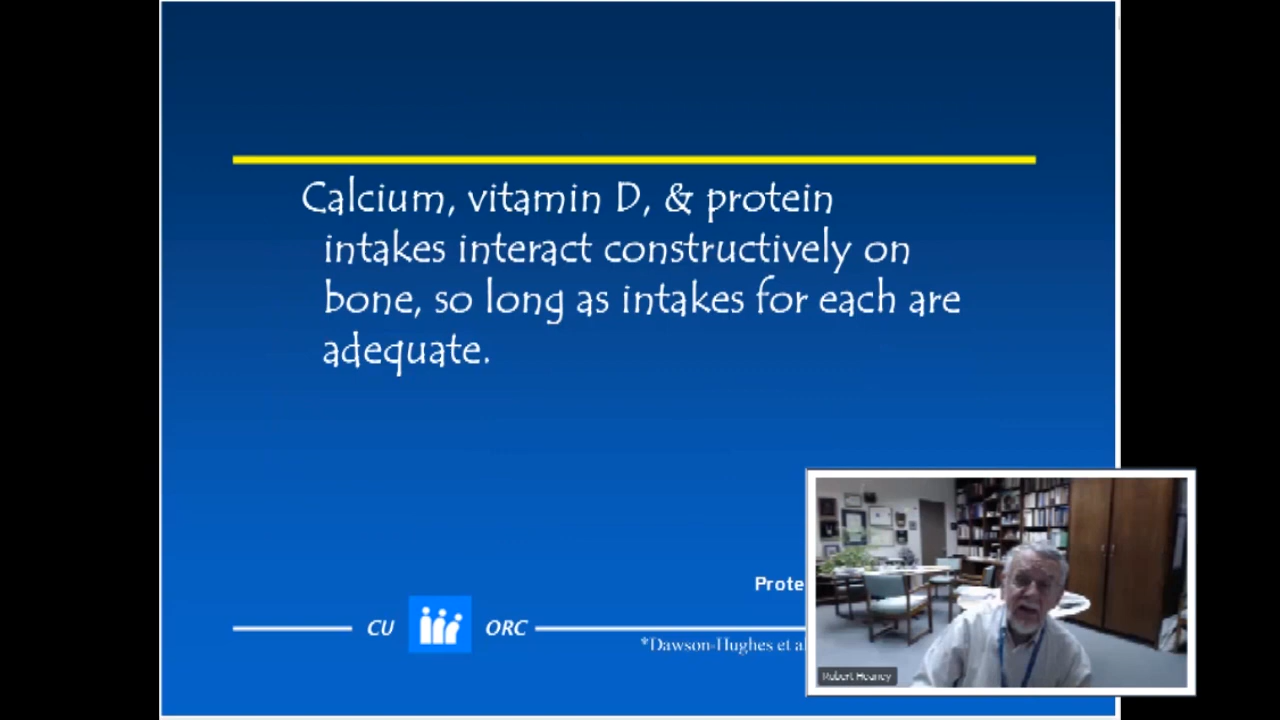 Calcium, vitamin D, & protein
intakes interact constructively on
bone, so long as intakes for each are
adequate.
Prote
CU ORC
*Dawson-Hughes et al
Robert Heaney